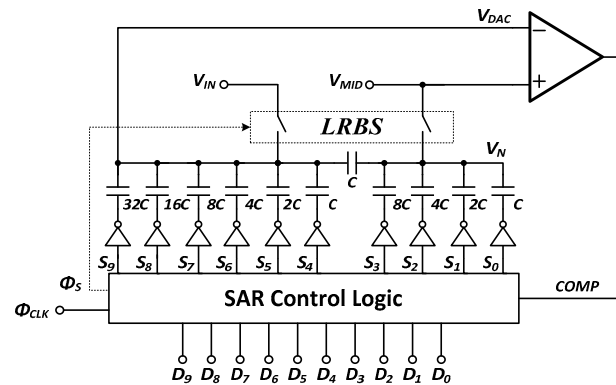 V_DAC
−
+
V_IN
V_MID
LRBS
V_N
C
32C 16C 8C 4C 2C C 8C 4C 2C C
S_9 S_8 S_7 S_6 S_5 S_4 S_3 S_2 S_1 S_0
Φ_S
SAR Control Logic
COMP
Φ_CLK
D_9 D_8 D_7 D_6 D_5 D_4 D_3 D_2 D_1 D_0